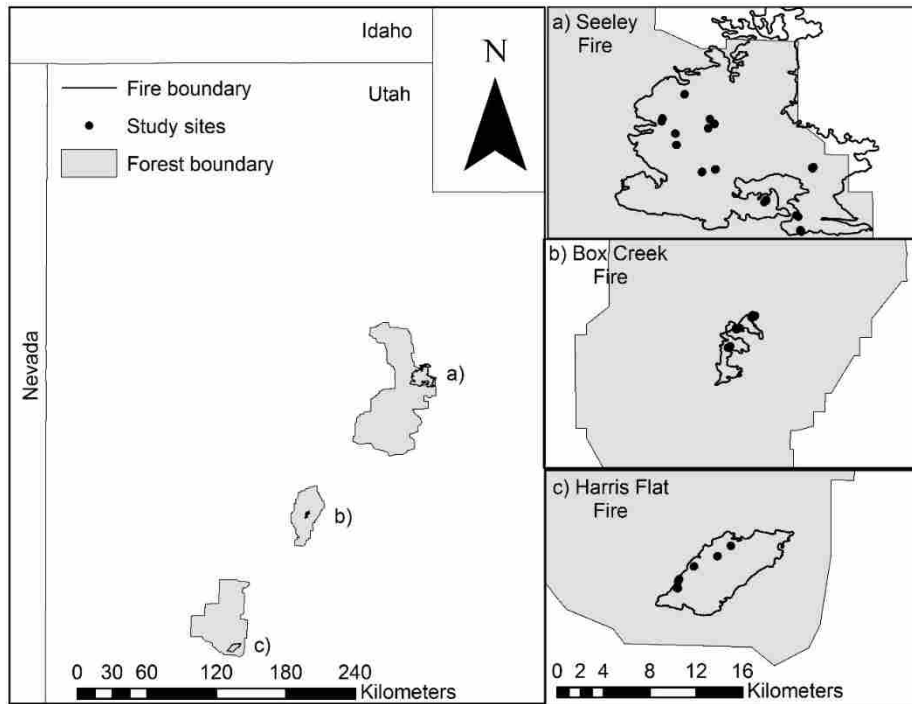 Idaho
Utah
N
Fire boundary
Study sites
Forest boundary
Nevada
a)
b)
c)
0 30 60 120 180 240
Kilometers
a) Seeley
Fire
b) Box Creek
Fire
c) Harris Flat
Fire
0 2 4 8 12 16
Kilometers